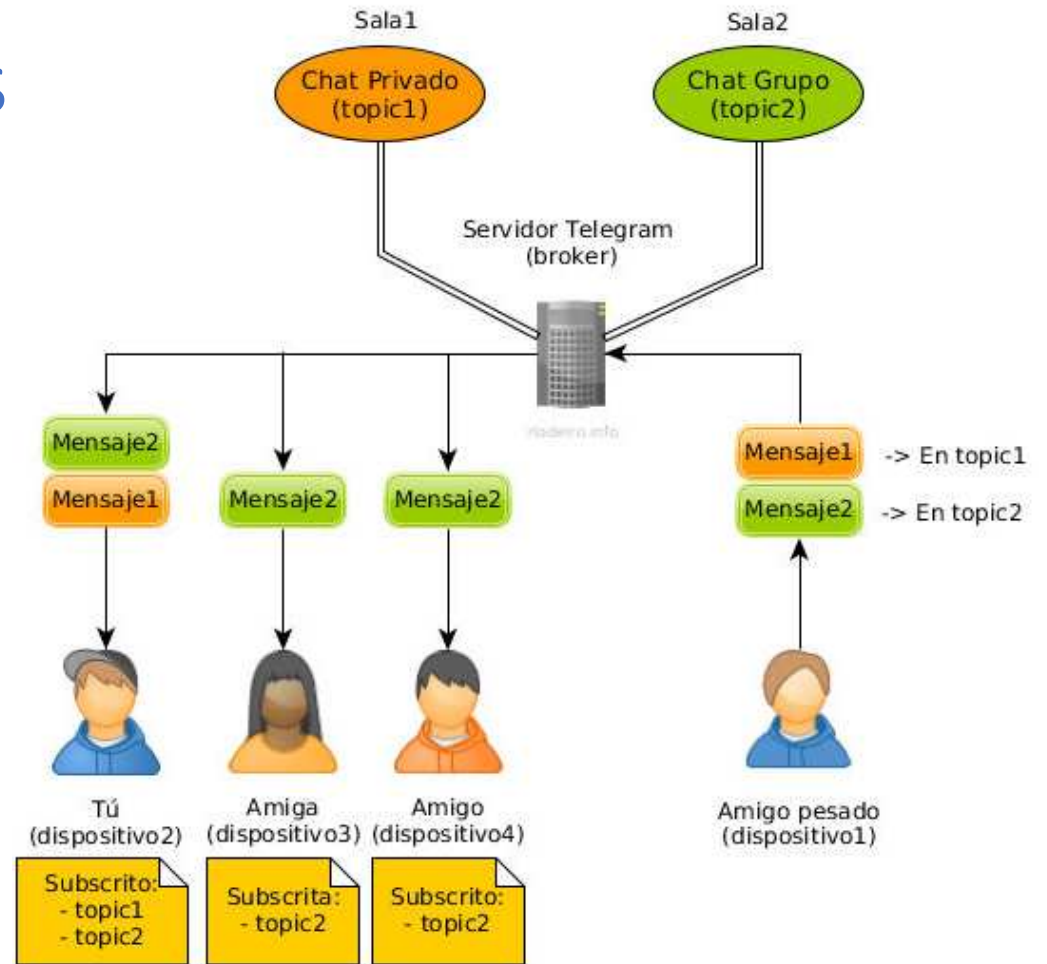 s
Sala1
Sala2
Chat Privado
(topic1)
Chat Grupo
(topic2)
Servidor Telegram
(broker)
Mensaje2
Mensaje1
Mensaje2
Mensaje2
Mensaje1
-> En topic1
Mensaje2
-> En topic2
Tú
(dispositivo2)
Amiga
(dispositivo3)
Amigo
(dispositivo4)
Amigo pesado
(dispositivo1)
Subscrito:
- topic1
- topic2
Subscrita:
- topic2
Subscrito:
- topic2